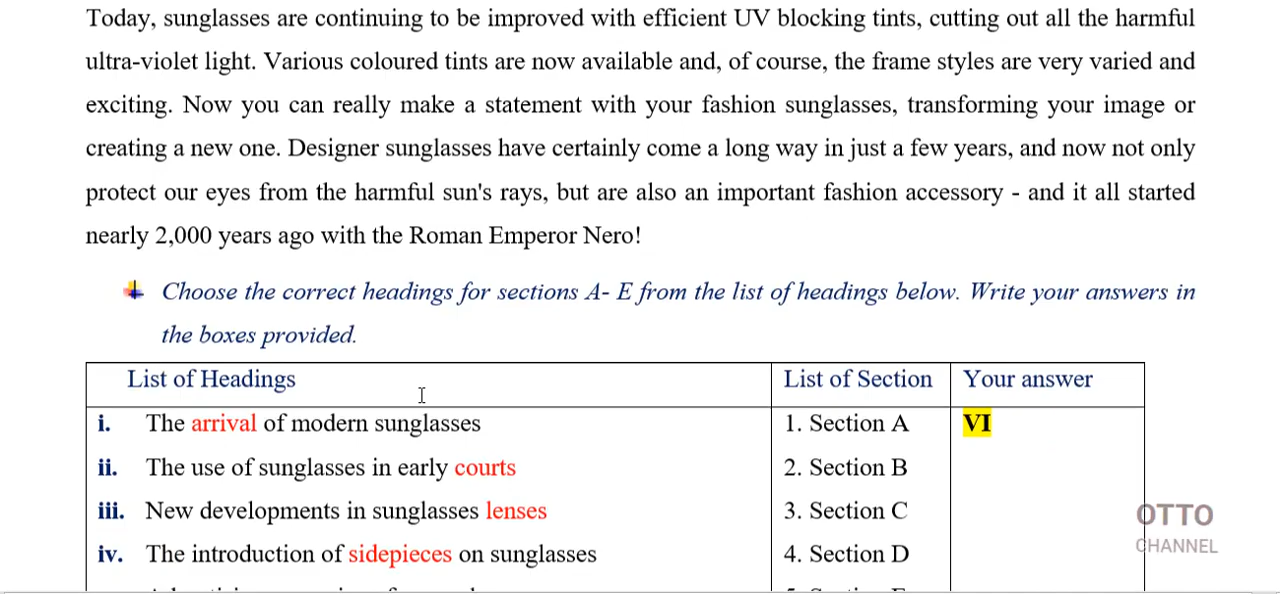 Today, sunglasses are continuing to be improved with efficient UV blocking tints, cutting out all the harmful
ultra-violet light. Various coloured tints are now available and, of course, the frame styles are very varied and
exciting. Now you can really make a statement with your fashion sunglasses, transforming your image or
creating a new one. Designer sunglasses have certainly come a long way in just a few years, and now not only
protect our eyes from the harmful sun's rays, but are also an important fashion accessory - and it all started
nearly 2,000 years ago with the Roman Emperor Nero!
Choose the correct headings for sections A- E from the list of headings below. Write your answers in
the boxes provided.
List of Headings List of Section Your answer
i. The arrival of modern sunglasses 1. Section A VI
ii. The use of sunglasses in early courts 2. Section B
iii. New developments in sunglasses lenses 3. Section C
iv. The introduction of sidepieces on sunglasses 4. Section D
OTTO
CHANNEL